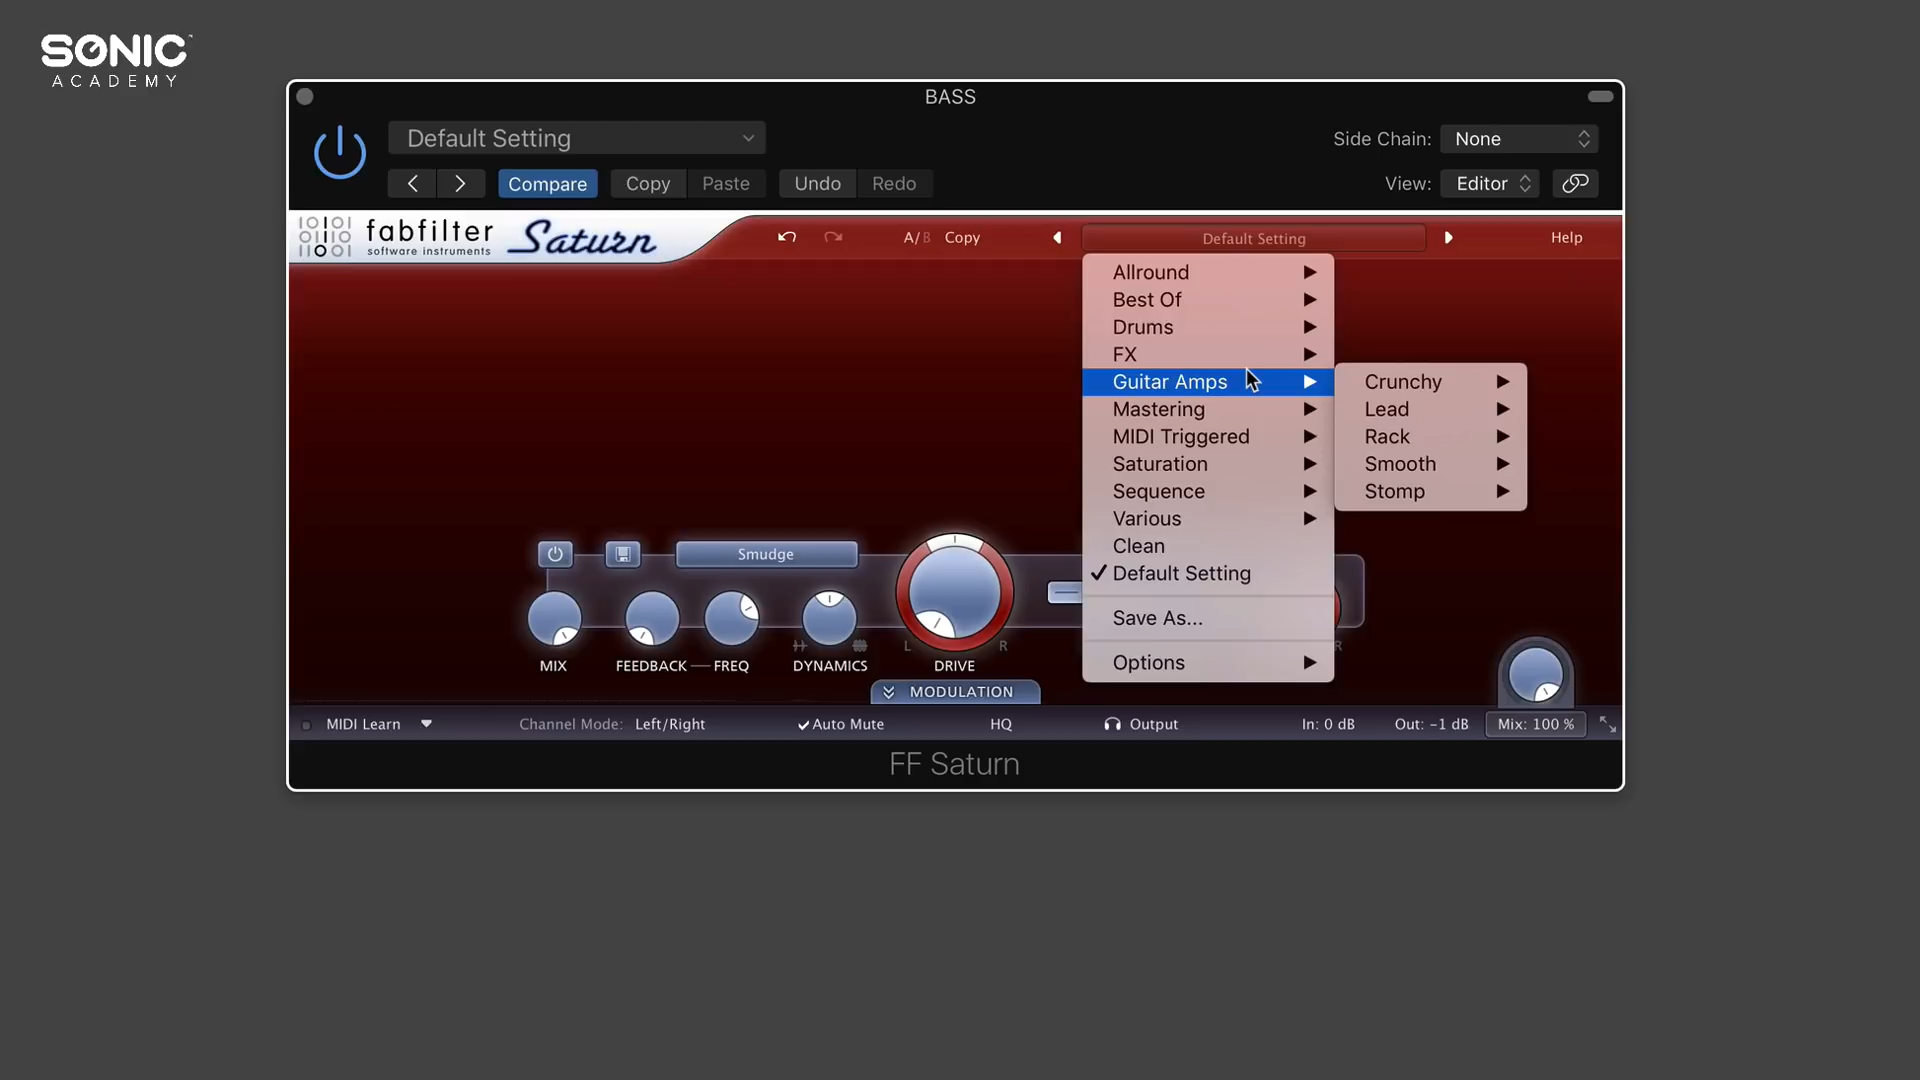 SONIC™
ACADEMY
BASS
Default Setting
Side Chain: None
Compare Copy Paste Undo Redo
View: Editor
fabfilter
software instruments
Saturn
A/B Copy
Default Setting
Help
Allround
Best Of
Drums
FX
Guitar Amps
Mastering
MIDI Triggered
Saturation
Sequence
Various
Clean
Default Setting
Save As...
Options
Crunchy
Lead
Rack
Smooth
Stomp
Smudge
L R
R
MIX FEEDBACK FREQ DYNAMICS DRIVE
MODULATION
MIDI Learn Channel Mode: Left/Right Auto Mute HQ Output In: 0 dB Out: -1 dB Mix: 100 %
FF Saturn